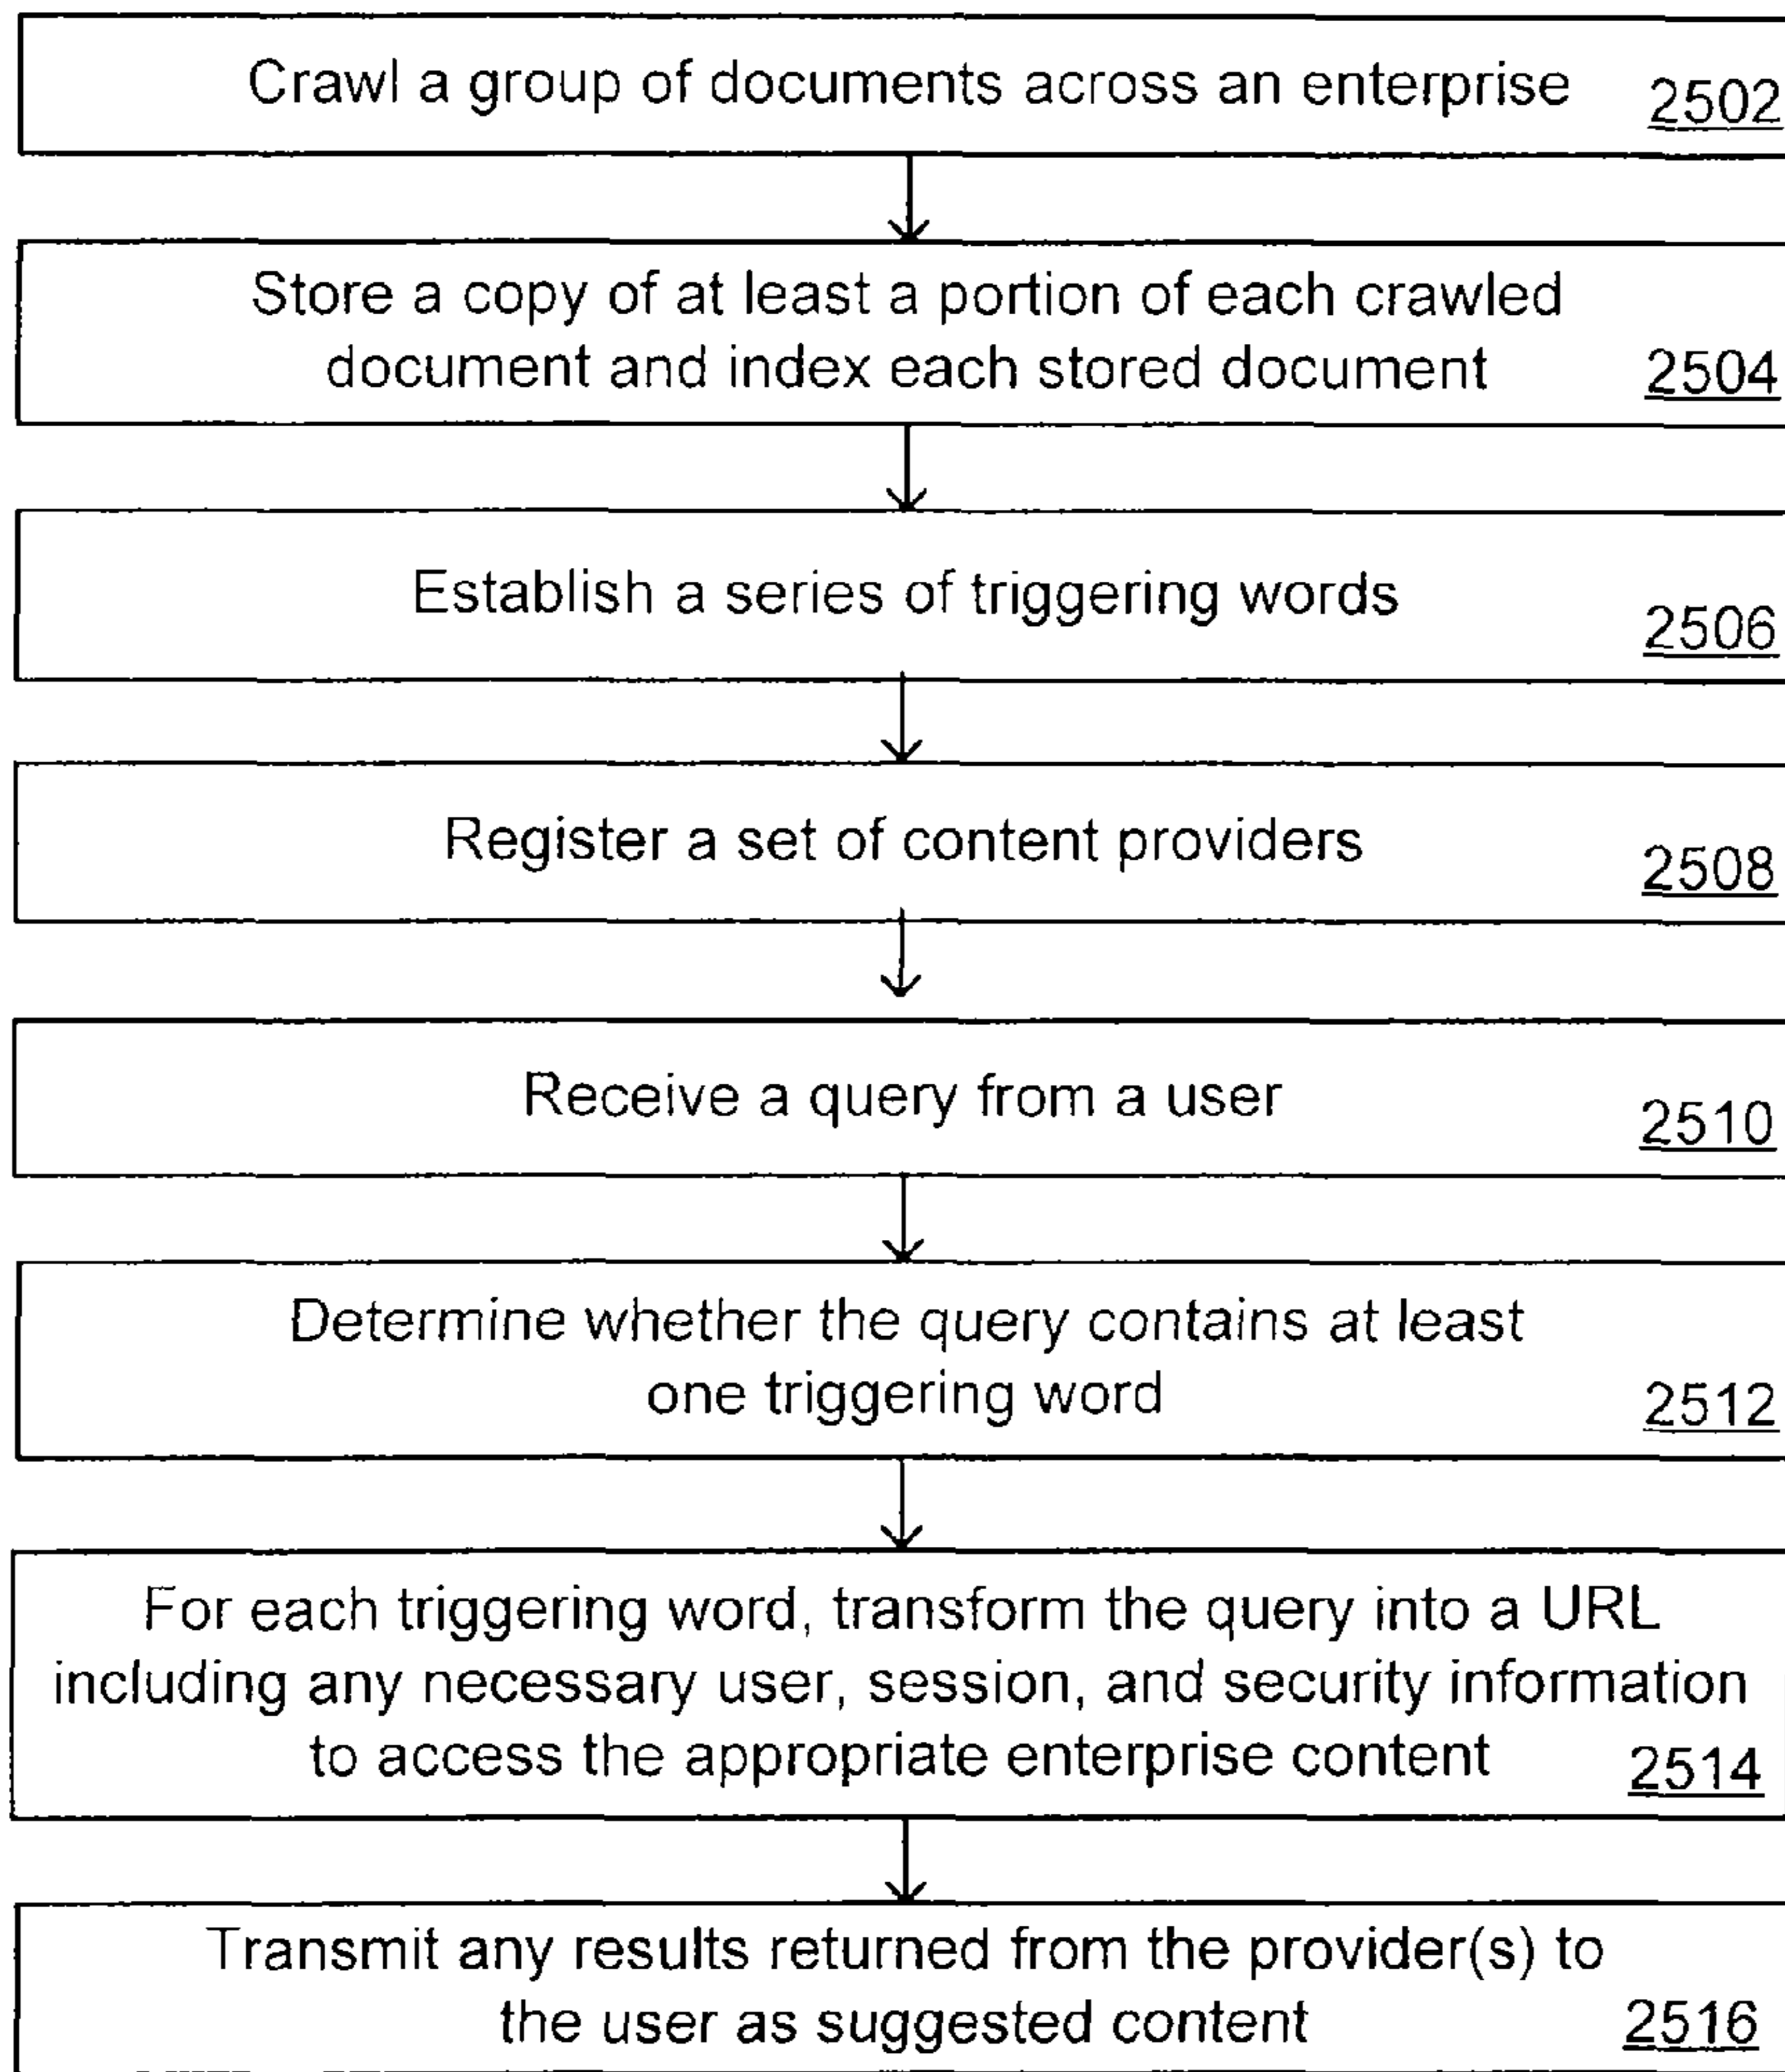 Crawl a group of documents across an enterprise 2502
Store a copy of at least a portion of each crawled
document and index each stored document 2504
Establish a series of triggering words 2506
Register a set of content providers 2508
Receive a query from a user 2510
Determine whether the query contains at least
one triggering word 2512
For each triggering word, transform the query into a URL
including any necessary user, session, and security information
to access the appropriate enterprise content 2514
Transmit any results returned from the provider(s) to
the user as suggested content 2516